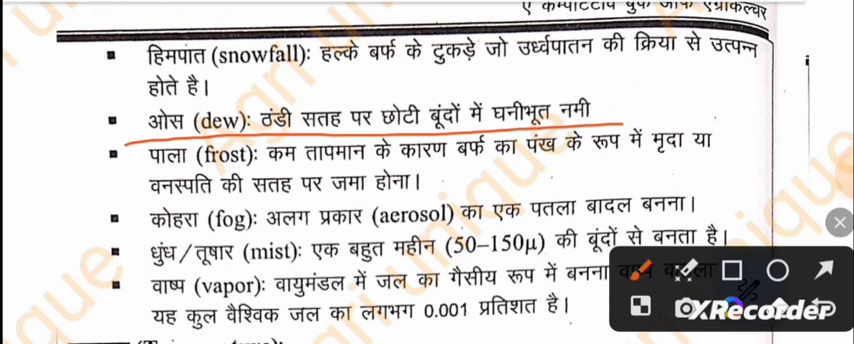 ए कम्पीटेटीव बुक ऑफ एग्रीकल्चर
▪ हिमपात (snowfall): हल्के बर्फ के टुकड़े जो उर्ध्वपातन की क्रिया से उत्पन्न
होते है।
▪ ओस (dew): ठंडी सतह पर छोटी बूंदों में घनीभूत नमी
▪ पाला (frost): कम तापमान के कारण बर्फ का पंख के रूप में मृदा या
वनस्पति की सतह पर जमा होना।
▪ कोहरा (fog): अलग प्रकार (aerosol) का एक पतला बादल बनना।
▪ धुंध/तूषार (mist): एक बहुत महीन (50–150μ) की बूंदों से बनता है।
▪ वाष्प (vapor): वायुमंडल में जल का गैसीय रूप में बनना
यह कुल वैश्विक जल का लगभग 0.001 प्रतिशत है।
XRecorder
Agri unique